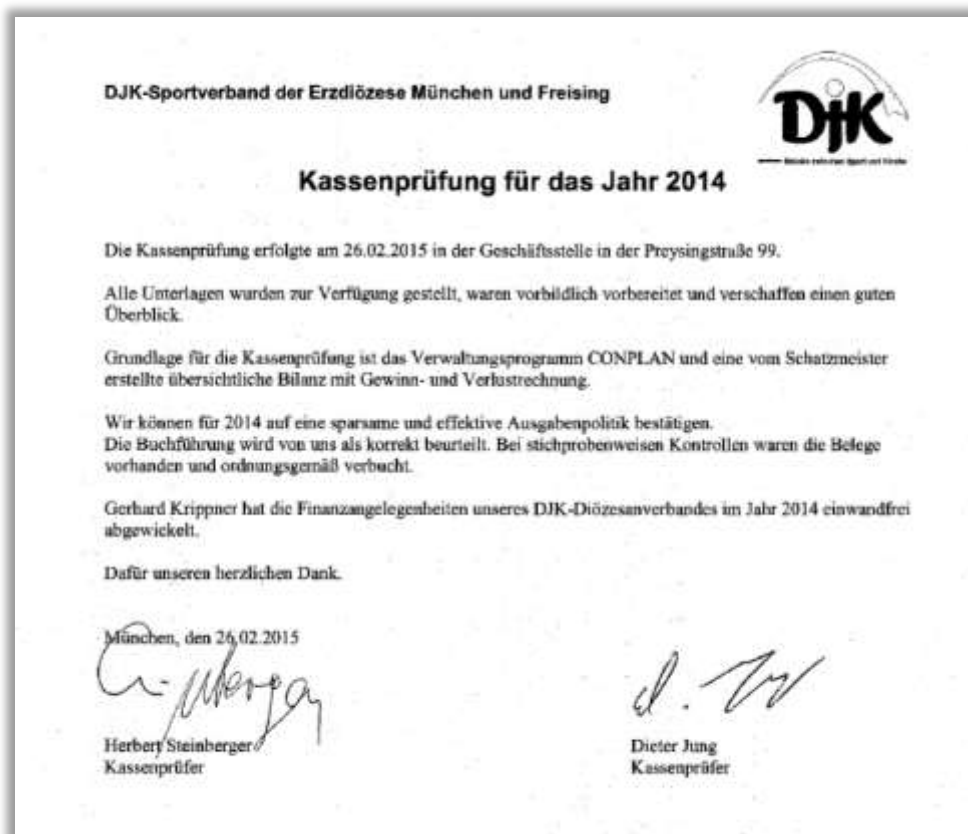 DJK-Sportverband der Erzdiözese München und Freising
DJK
Kassenprüfung für das Jahr 2014
Die Kassenprüfung erfolgte am 26.02.2015 in der Geschäftsstelle in der Preysingstraße 99.
Alle Unterlagen wurden zur Verfügung gestellt, waren vorbildlich vorbereitet und verschaffen einen guten
Überblick.
Grundlage für die Kassenprüfung ist das Verwaltungsprogramm CONPLAN und eine vom Schatzmeister
erstellte übersichtliche Bilanz mit Gewinn- und Verlustrechnung.
Wir können für 2014 auf eine sparsame und effektive Ausgabenpolitik bestätigen.
Die Buchführung wird von uns als korrekt beurteilt. Bei stichprobenweisen Kontrollen waren die Belege
vorhanden und ordnungsgemäß verbucht.
Gerhard Krippner hat die Finanzangelegenheiten unseres DJK-Diözesanverbandes im Jahr 2014 einwandfrei
abgewickelt.
Dafür unseren herzlichen Dank.
München, den 26.02.2015
Herbert Steinberger
Kassenprüfer
Dieter Jung
Kassenprüfer